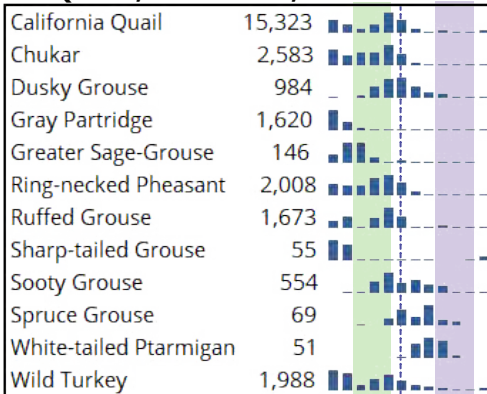 California Quail 15,323
Chukar 2,583
Dusky Grouse 984
Gray Partridge 1,620
Greater Sage-Grouse 146
Ring-necked Pheasant 2,008
Ruffed Grouse 1,673
Sharp-tailed Grouse 55
Sooty Grouse 554
Spruce Grouse 69
White-tailed Ptarmigan 51
Wild Turkey 1,988